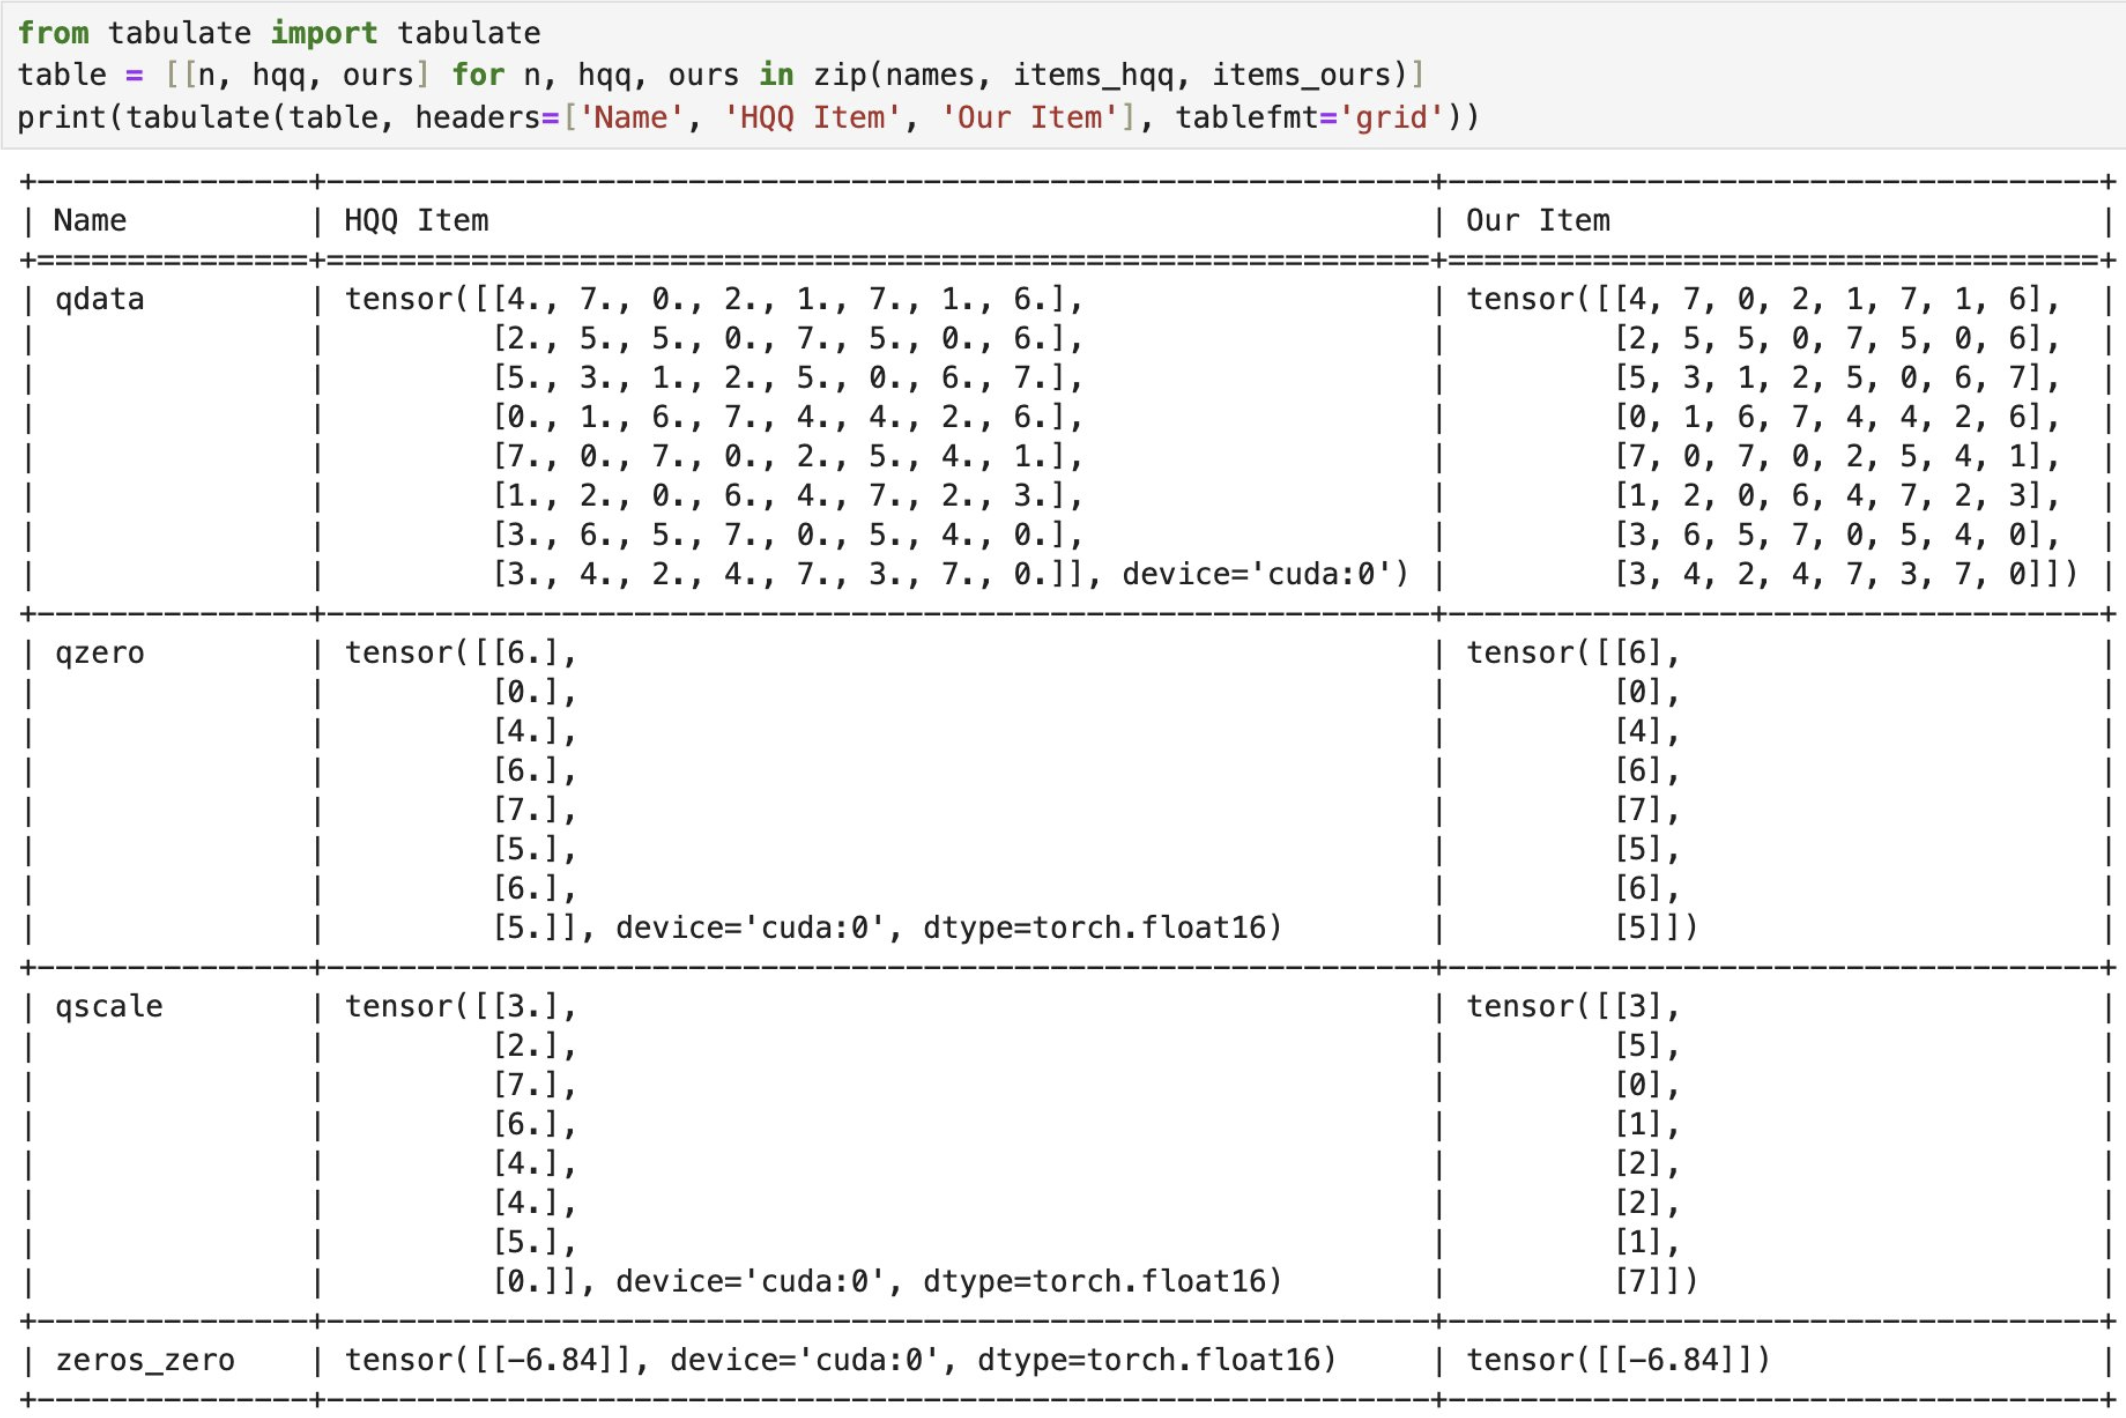 from tabulate import tabulate
table = [[n, hqq, ours] for n, hqq, ours in zip(names, items_hqq, items_ours)]
print(tabulate(table, headers=['Name', 'HQQ Item', 'Our Item'], tablefmt='grid'))
+---------------+-------------------------------------------------------------+------------------------------------+
| Name          | HQQ Item                                                    | Our Item                           |
+===============+=============================================================+====================================+
| qdata         | tensor([[4., 7., 0., 2., 1., 7., 1., 6.],                   | tensor([[4, 7, 0, 2, 1, 7, 1, 6],  |
|               |         [2., 5., 5., 0., 7., 5., 0., 6.],                   |         [2, 5, 5, 0, 7, 5, 0, 6],  |
|               |         [5., 3., 1., 2., 5., 0., 6., 7.],                   |         [5, 3, 1, 2, 5, 0, 6, 7],  |
|               |         [0., 1., 6., 7., 4., 4., 2., 6.],                   |         [0, 1, 6, 7, 4, 4, 2, 6],  |
|               |         [7., 0., 7., 0., 2., 5., 4., 1.],                   |         [7, 0, 7, 0, 2, 5, 4, 1],  |
|               |         [1., 2., 0., 6., 4., 7., 2., 3.],                   |         [1, 2, 0, 6, 4, 7, 2, 3],  |
|               |         [3., 6., 5., 7., 0., 5., 4., 0.],                   |         [3, 6, 5, 7, 0, 5, 4, 0],  |
|               |         [3., 4., 2., 4., 7., 3., 7., 0.]], device='cuda:0') |         [3, 4, 2, 4, 7, 3, 7, 0]]) |
+---------------+-------------------------------------------------------------+------------------------------------+
| qzero         | tensor([[6.],                                               | tensor([[6],                       |
|               |         [0.],                                               |         [0],                       |
|               |         [4.],                                               |         [4],                       |
|               |         [6.],                                               |         [6],                       |
|               |         [7.],                                               |         [7],                       |
|               |         [5.],                                               |         [5],                       |
|               |         [6.],                                               |         [6],                       |
|               |         [5.]], device='cuda:0', dtype=torch.float16)        |         [5]])                      |
+---------------+-------------------------------------------------------------+------------------------------------+
| qscale        | tensor([[3.],                                               | tensor([[3],                       |
|               |         [2.],                                               |         [5],                       |
|               |         [7.],                                               |         [0],                       |
|               |         [6.],                                               |         [1],                       |
|               |         [4.],                                               |         [2],                       |
|               |         [4.],                                               |         [2],                       |
|               |         [5.],                                               |         [1],                       |
|               |         [0.]], device='cuda:0', dtype=torch.float16)        |         [7]])                      |
+---------------+-------------------------------------------------------------+------------------------------------+
| zeros_zero    | tensor([[-6.84]], device='cuda:0', dtype=torch.float16)     | tensor([[-6.84]])                  |
+---------------+-------------------------------------------------------------+------------------------------------+